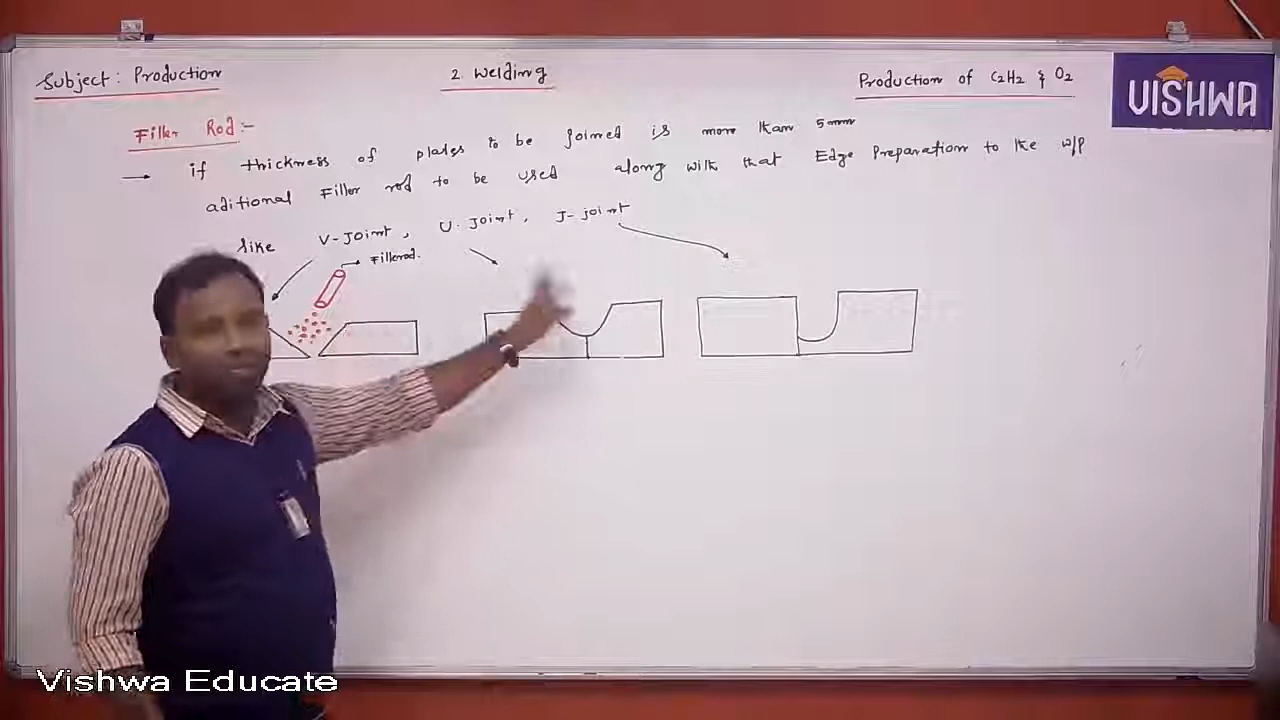 Subject: Production
2. Welding
Production of C2H2 & O2
VISHWA
Filler Rod:-
→ if thickness of plates to be joined is more than 5mm
aditional Filler rod to be used along with that Edge Preparation to the w/p
like V-Joint, U-Joint, J-joint
→ Fillerod.
Vishwa Educate